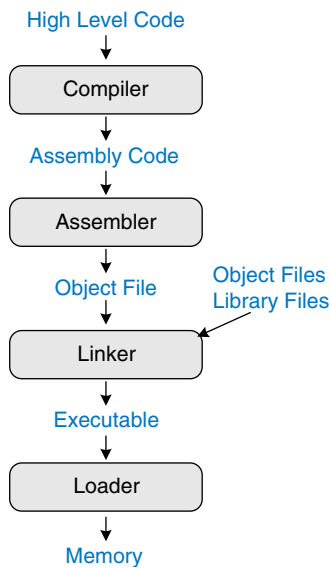 High Level Code
Compiler
Assembly Code
Assembler
Object File
Object Files
Library Files
Linker
Executable
Loader
Memory